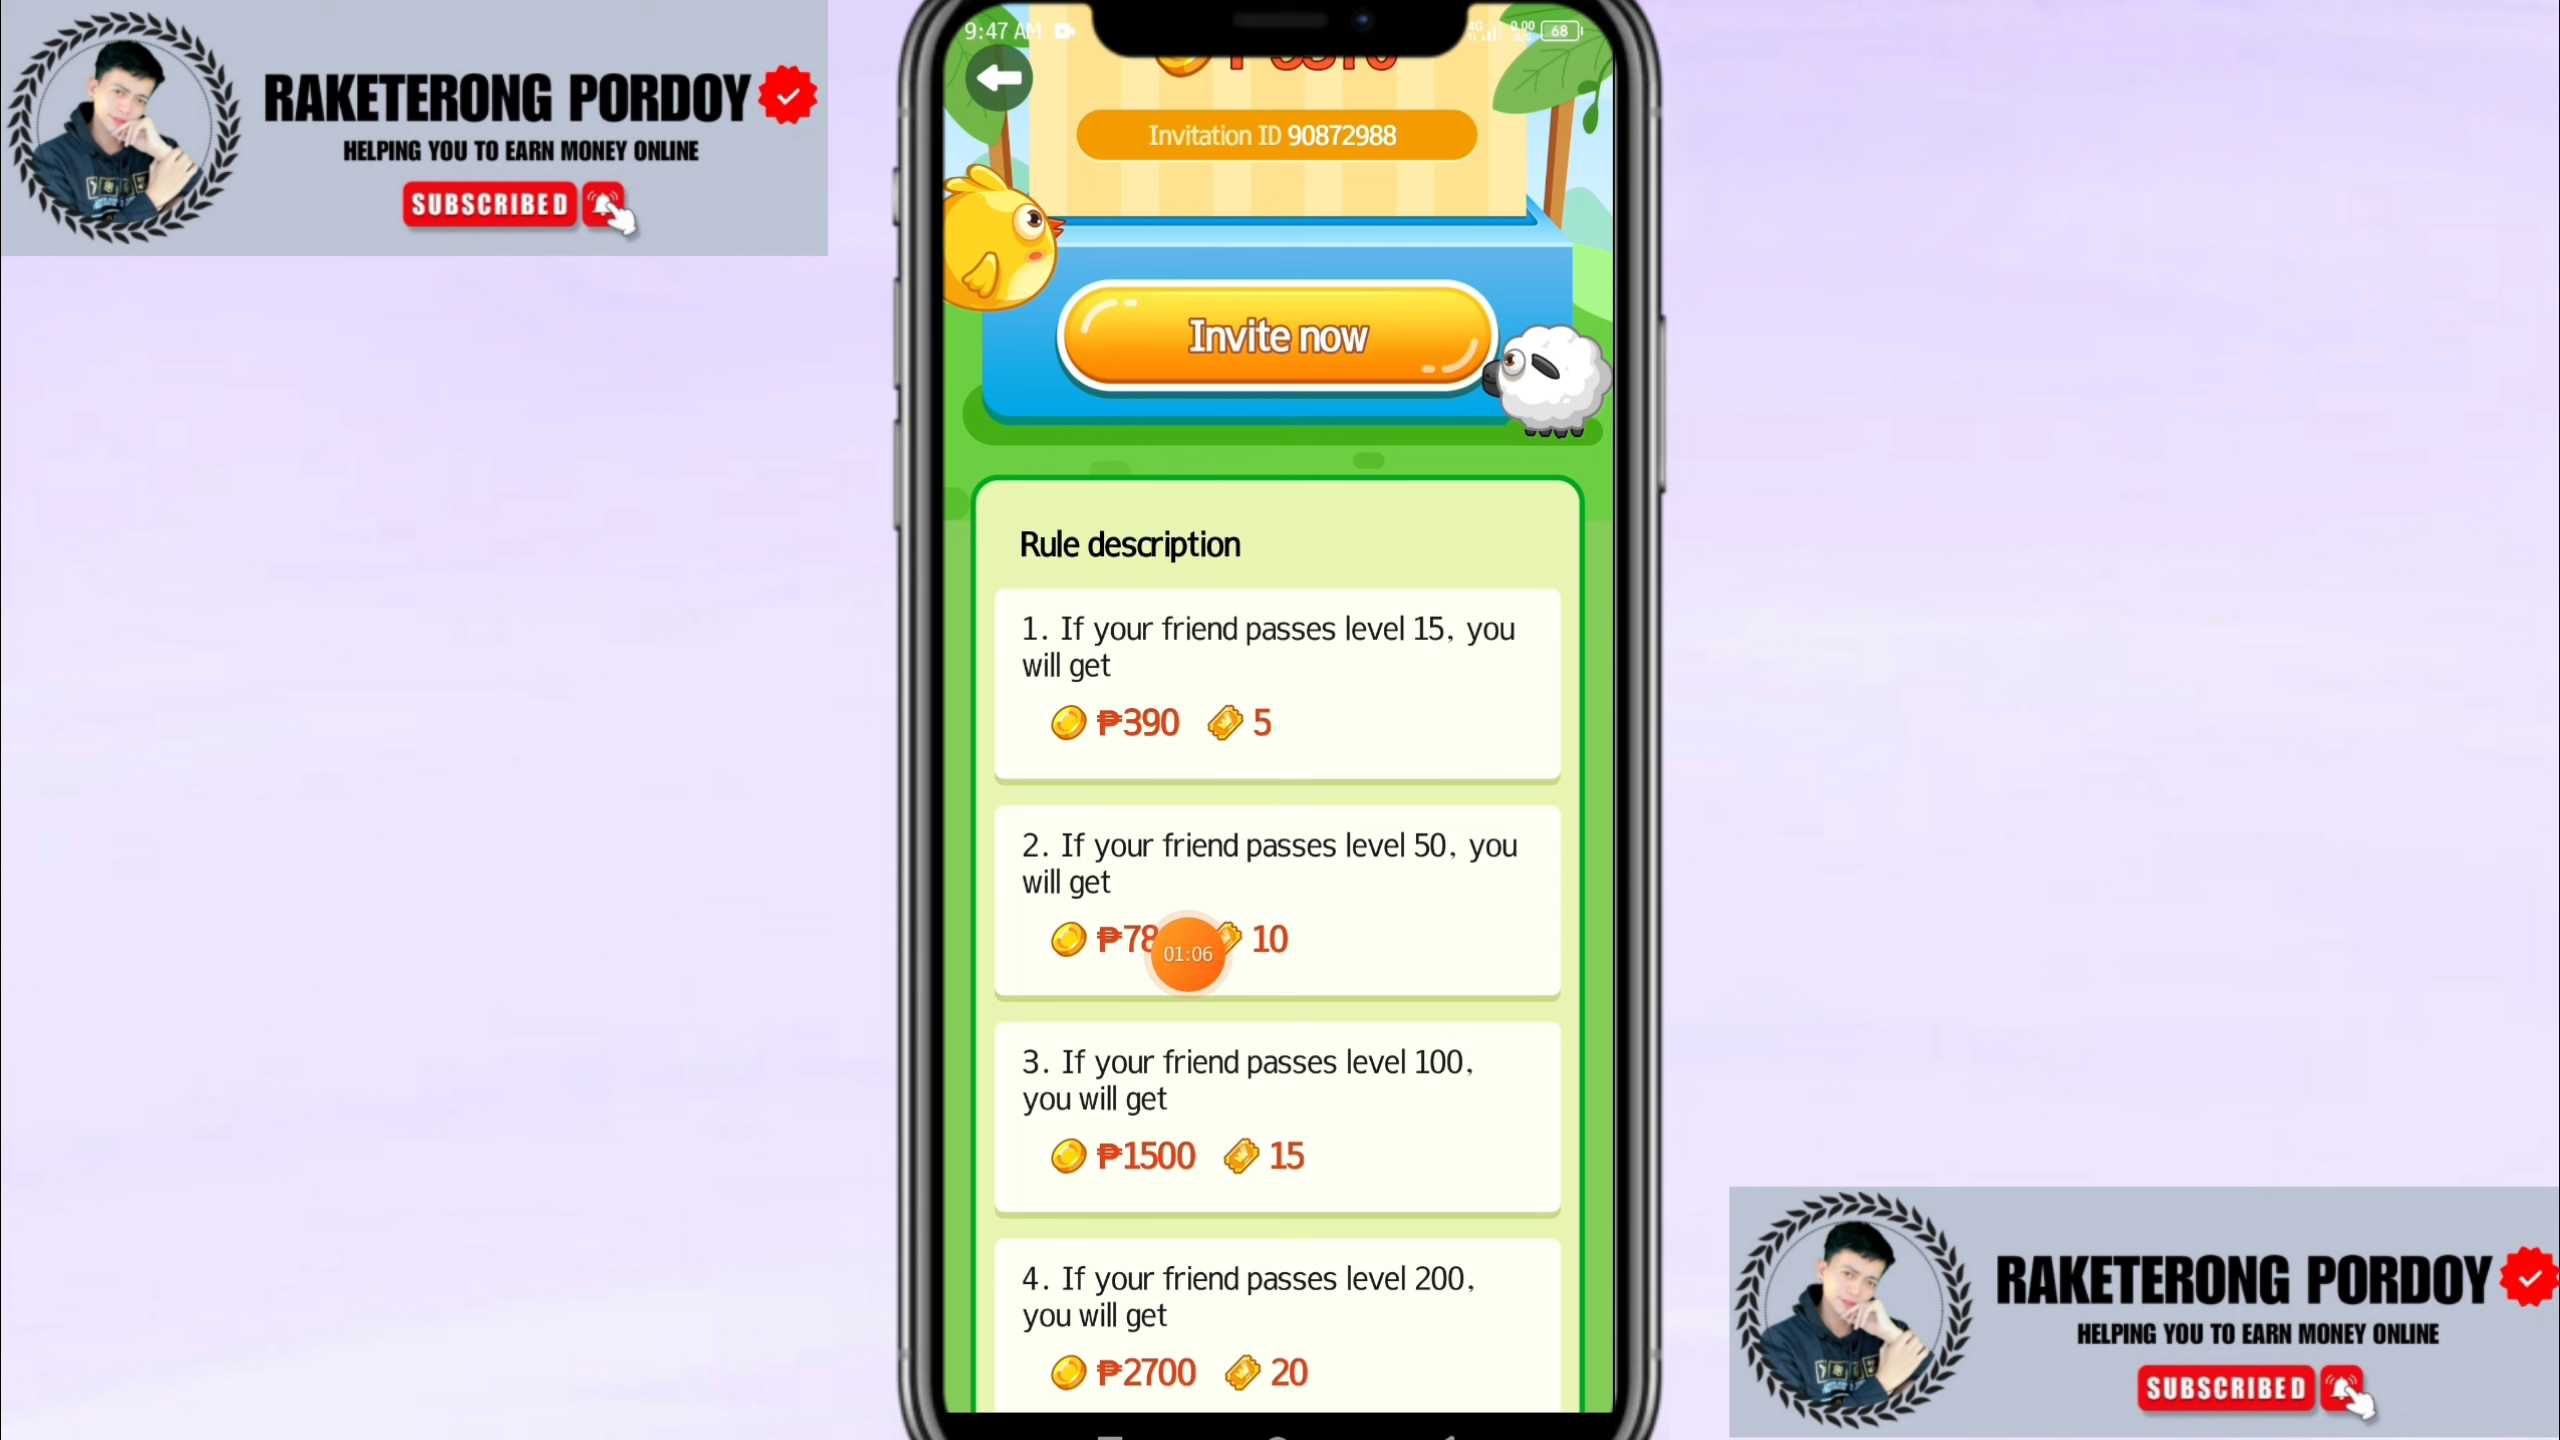 RAKETERONG PORDOY
HELPING YOU TO EARN MONEY ONLINE
SUBSCRIBED
9:47 AM
4G
0.00
68
Invitation ID 90872988
Invite now
Rule description
1. If your friend passes level 15, you
will get
₱390 5
2. If your friend passes level 50, you
will get
01:06
10
3. If your friend passes level 100,
you will get
₱1500 15
4. If your friend passes level 200,
you will get
₱2700 20
RAKETERONG PORDOY
HELPING YOU TO EARN MONEY ONLINE
SUBSCRIBED